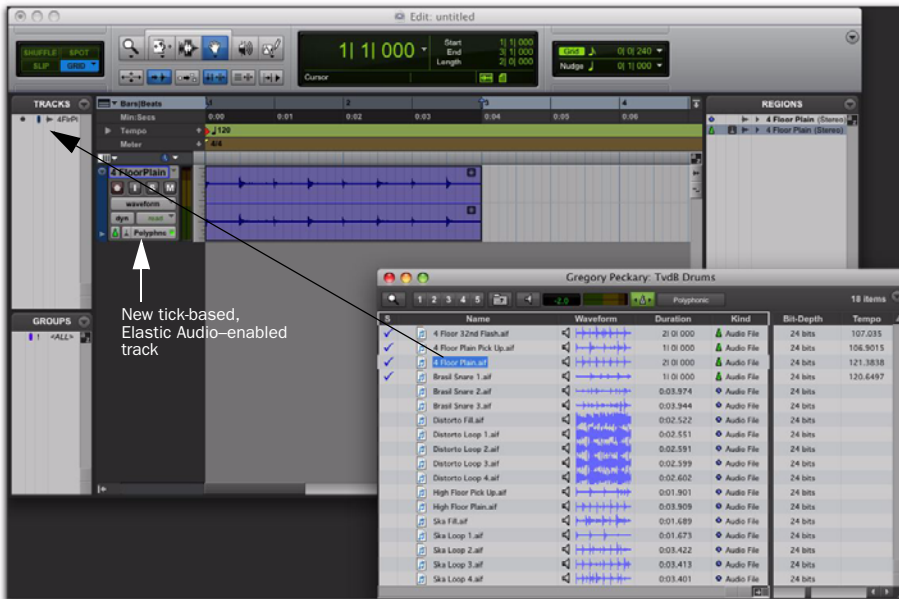 Edit: untitled
SHUFFLE SPOT
SLIP GRID
1| 1| 000
Start 1| 1| 000
End 3| 1| 000
Length 2| 0| 000
Cursor
Grid 0| 0| 240
Nudge 0| 1| 000
TRACKS
Bars|Beats 1 2 3 4
Min:Secs 0:00 0:01 0:02 0:03 0:04 0:05 0:06
Tempo 120
Meter 4/4
REGIONS
4 Floor Plain (Stereo)
4 Floor Plain (Stereo)
4 FloorPlain
I S M
waveform
dyn read
Polyphnc
New tick-based,
Elastic Audio–enabled
track
GROUPS
1 <ALL>
Gregory Peckary: TvdB Drums
1 2 3 4 5 -2.0 Polyphonic 18 items
S Name Waveform Duration Kind Bit-Depth Tempo
4 Floor 32nd Flash.aif 2| 0| 000 Audio File 24 bits 107.035
4 Floor Plain Pick Up.aif 1| 0| 000 Audio File 24 bits 106.9015
4 Floor Plain.aif 2| 0| 000 Audio File 24 bits 121.3838
Brasil Snare 1.aif 1| 0| 000 Audio File 24 bits 120.6497
Brasil Snare 2.aif 0:03.974 Audio File 24 bits
Brasil Snare 3.aif 0:03.944 Audio File 24 bits
Distorto Fill.aif 0:02.522 Audio File 24 bits
Distorto Loop 1.aif 0:02.551 Audio File 24 bits
Distorto Loop 2.aif 0:02.591 Audio File 24 bits
Distorto Loop 3.aif 0:02.599 Audio File 24 bits
Distorto Loop 4.aif 0:02.602 Audio File 24 bits
High Floor Pick Up.aif 0:01.901 Audio File 24 bits
High Floor Plain.aif 0:03.909 Audio File 24 bits
Ska Fill.aif 0:01.689 Audio File 24 bits
Ska Loop 1.aif 0:01.673 Audio File 24 bits
Ska Loop 2.aif 0:03.422 Audio File 24 bits
Ska Loop 3.aif 0:03.413 Audio File 24 bits
Ska Loop 4.aif 0:03.401 Audio File 24 bits